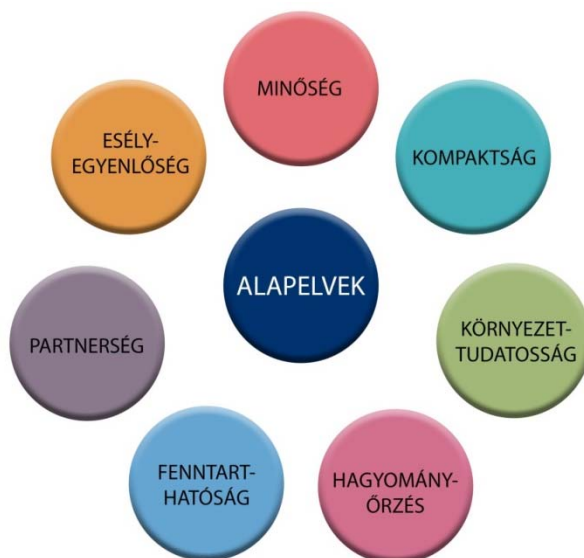 MINŐSÉG
ESÉLY-
EGYENLŐSÉG
KOMPAKTSÁG
ALAPELVEK
PARTNERSÉG
KÖRNYEZET-
TUDATOSSÁG
FENNTART-
HATÓSÁG
HAGYOMÁNY-
ŐRZÉS